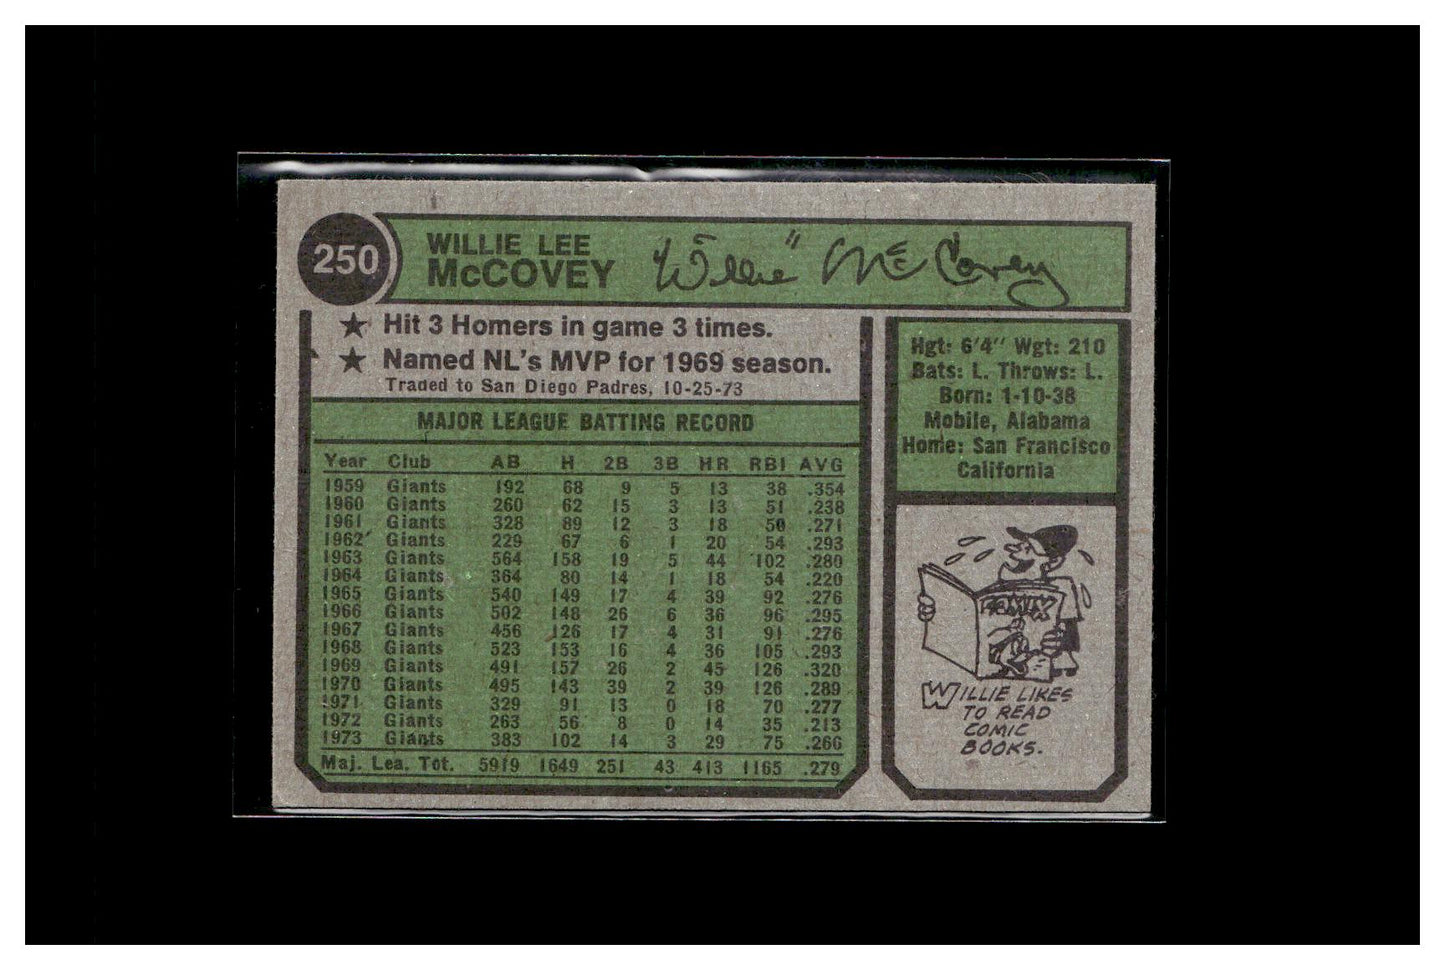 250
WILLIE LEE
McCOVEY
"Willie" McCovey
★ Hit 3 Homers in game 3 times.
★ Named NL's MVP for 1969 season.
Traded to San Diego Padres, 10-25-73
MAJOR LEAGUE BATTING RECORD
Year Club AB H 2B 3B HR RBI AVG
1959 Giants 192 68 9 5 13 38 .354
1960 Giants 260 62 15 3 13 51 .238
1961 Giants 328 89 12 3 18 50 .271
1962 Giants 229 67 6 1 20 54 .293
1963 Giants 564 158 19 5 44 102 .280
1964 Giants 364 80 14 1 18 54 .220
1965 Giants 540 149 17 4 39 92 .276
1966 Giants 502 148 26 6 36 96 .295
1967 Giants 456 126 17 4 31 91 .276
1968 Giants 523 153 16 4 36 105 .293
1969 Giants 491 157 26 2 45 126 .320
1970 Giants 495 143 39 2 39 126 .289
1971 Giants 329 91 13 0 18 70 .277
1972 Giants 263 56 8 0 14 35 .213
1973 Giants 383 102 14 3 29 75 .266
Maj. Lea. Tot. 5919 1649 251 43 413 1165 .279
Hgt: 6'4" Wgt: 210
Bats: L. Throws: L.
Born: 1-10-38
Mobile, Alabama
Home: San Francisco
California
KOMIX
WILLIE LIKES
TO READ
COMIC
BOOKS.